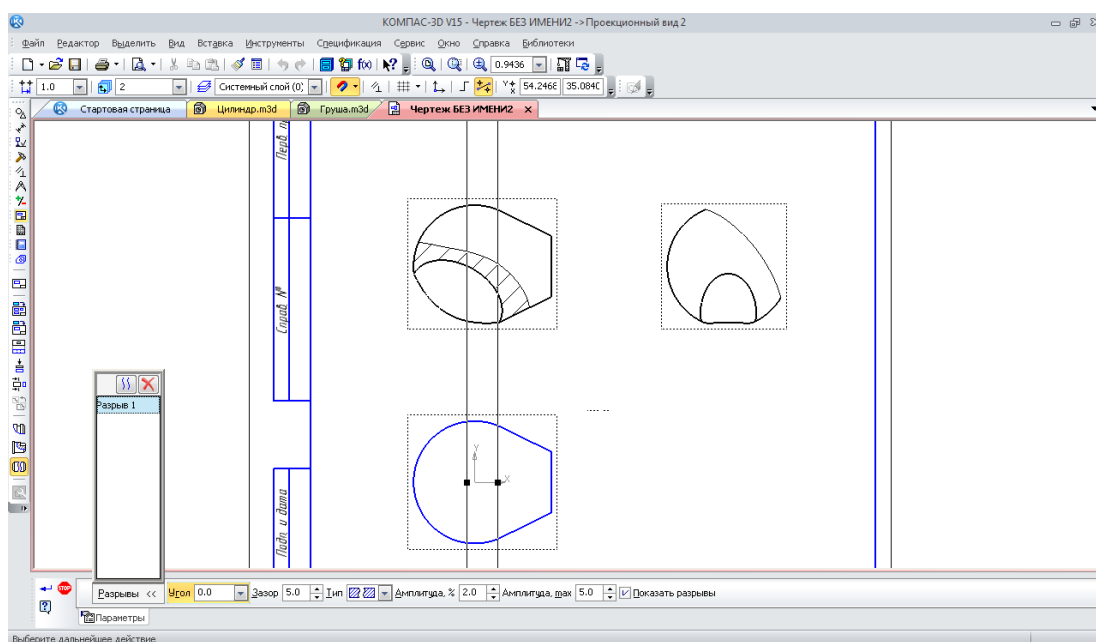 КОМПАС-3D V15 - Чертеж БЕЗ ИМЕНИ2 ->Проекционный вид 2
Файл Редактор Выделить Вид Вставка Инструменты Спецификация Сервис Окно Справка Библиотеки
f(x) 0.9436
1.0 2 Системный слой (0) 54.2466 35.0840
Стартовая страница Цилиндр.m3d Груша.m3d Чертеж БЕЗ ИМЕНИ2
Перв.
Справ №
Подп и дата
Y
X
Разрыв 1
STOP Разрывы << Угол 0.0 Зазор 5.0 Тип Амплитуда, % 2.0 Амплитуда, max 5.0 Показать разрывы
Параметры
Выберите дальнейшее действие